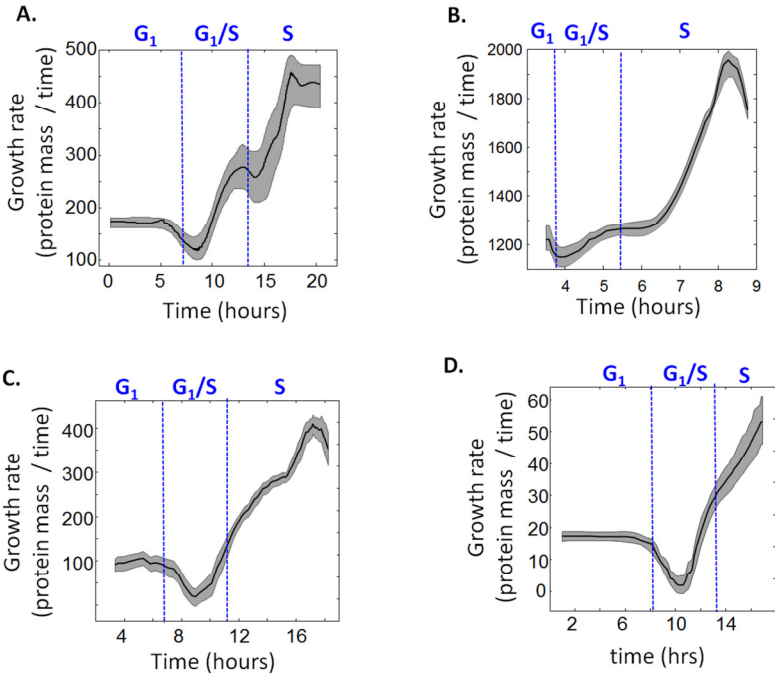 A.
G1 G1/S S
Growth rate
(protein mass / time)
500
400
300
200
100
0 5 10 15 20
Time (hours)
B.
G1 G1/S S
Growth rate
(protein mass / time)
2000
1800
1600
1400
1200
4 5 6 7 8 9
Time (hours)
C.
G1 G1/S S
Growth rate
(protein mass / time)
400
300
200
100
4 8 12 16
Time (hours)
D.
G1 G1/S S
Growth rate
(protein mass / time)
60
50
40
30
20
10
0
2 6 10 14
time (hrs)